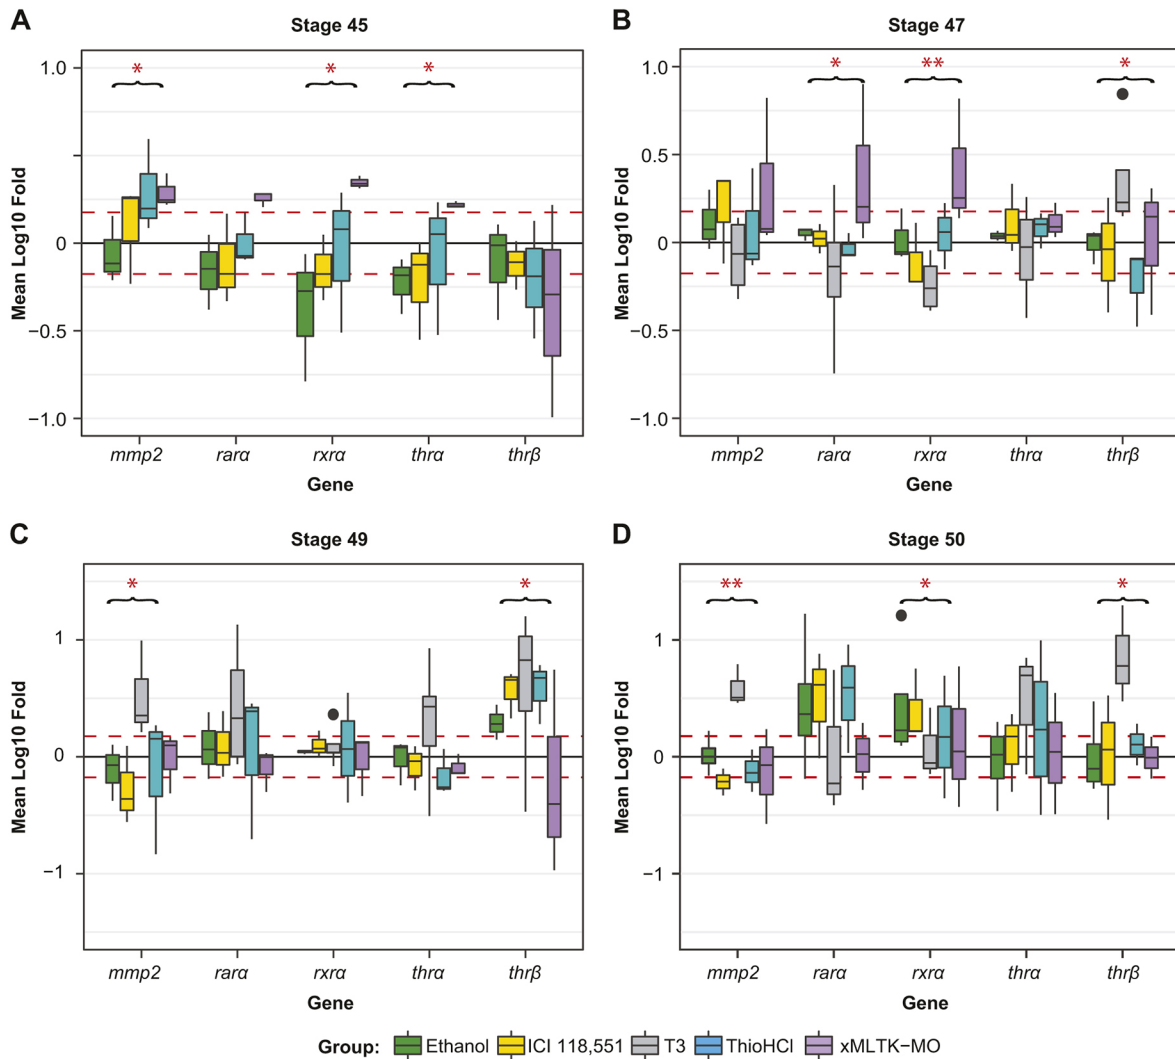 A
Stage 45
Mean Log10 Fold
1.0
0
−0.5
−1.0
*
*
*
mmp2
rarα
rxrα
thrα
thrβ
Gene
B
Stage 47
Mean Log10 Fold
1.0
0.5
0
−0.5
−1.0
*
**
*
mmp2
rarα
rxrα
thrα
thrβ
Gene
C
Stage 49
Mean Log10 Fold
1
0
−1
*
*
mmp2
rarα
rxrα
thrα
thrβ
Gene
D
Stage 50
Mean Log10 Fold
1
0
−1
**
*
*
mmp2
rarα
rxrα
thrα
thrβ
Gene
Group: Ethanol ICI 118,551 T3 ThioHCl xMLTK−MO